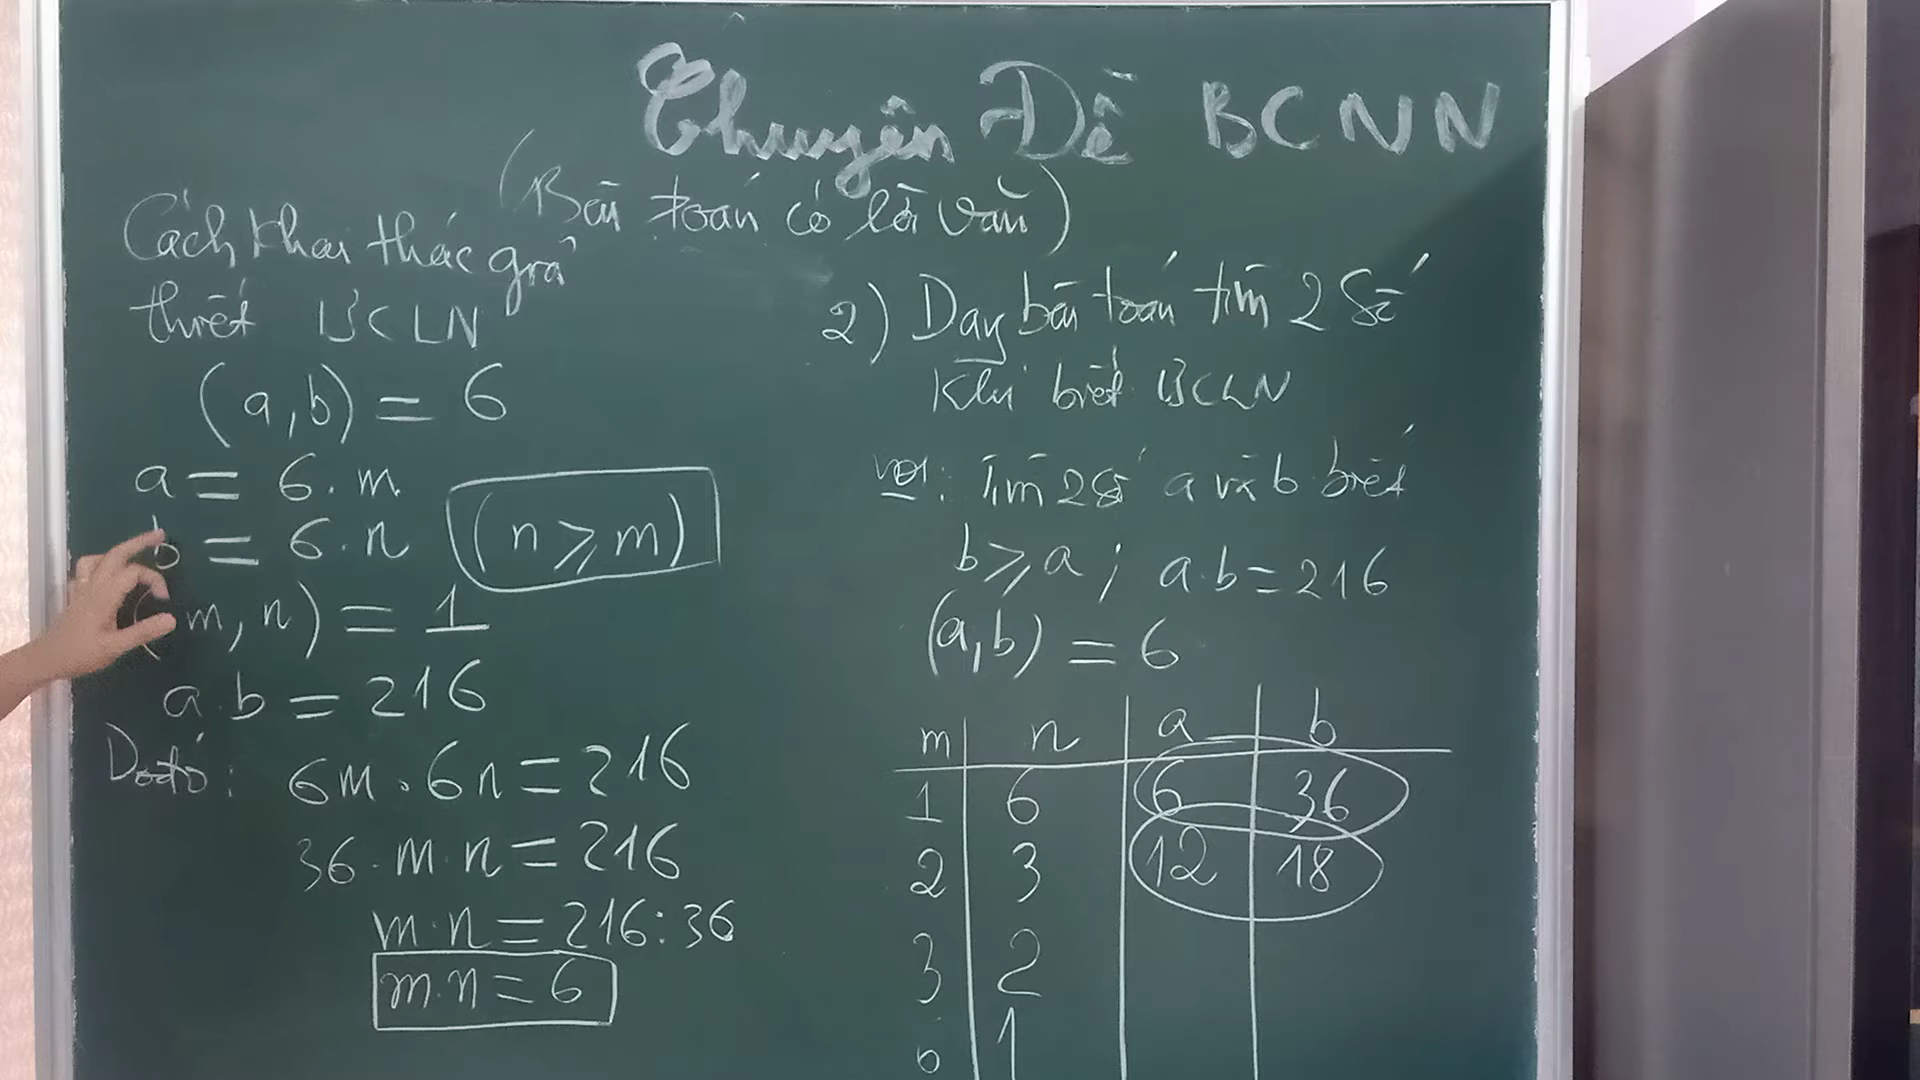 Chuyên Đề BCNN
(Bài toán có lời văn)
Cách khai thác giả
thiết ƯCLN
(a,b) = 6
a = 6.m
b = 6.n (n ⩾ m)
(m, n) = 1
a.b = 216
Do đó: 6m.6n = 216
36.m.n = 216
m.n = 216:36
m.n = 6
2) Dạng bài toán tìm 2 số
Khi biết ƯCLN
VD1: Tìm 2 số a và b biết
b ⩾ a ; a.b = 216
(a,b) = 6
m n a b
1 6 6 36
2 3 12 18
3 2
6 1